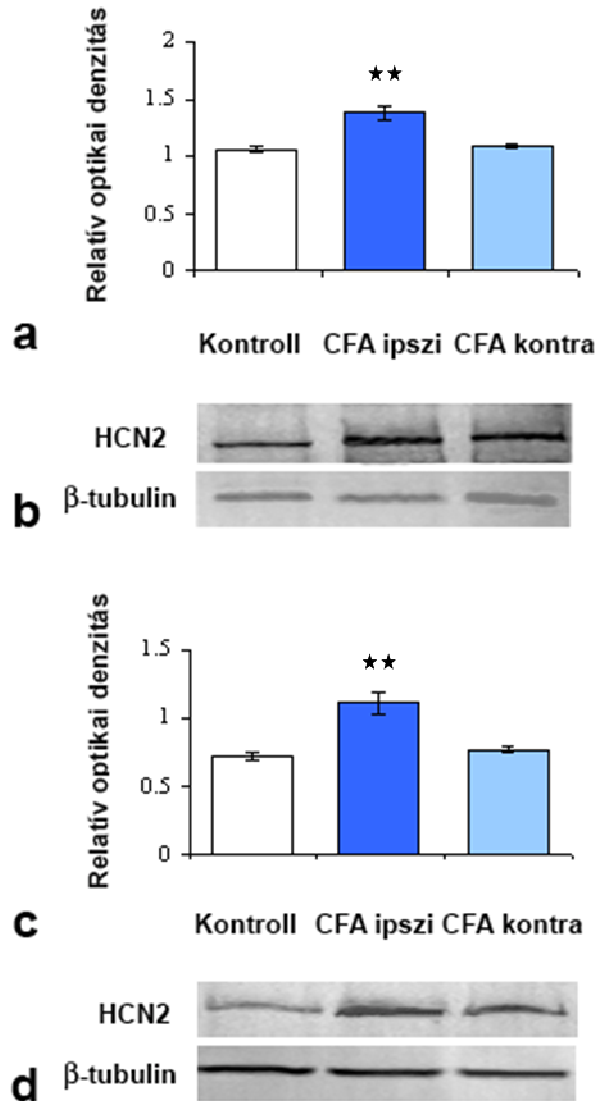 Relatív optikai denzitás
2
1.5
1
0.5
0
★★
a
Kontroll CFA ipszi CFA kontra
HCN2
b β-tubulin
Relatív optikai denzitás
1.5
1
0.5
0
★★
c
Kontroll CFA ipszi CFA kontra
HCN2
d β-tubulin